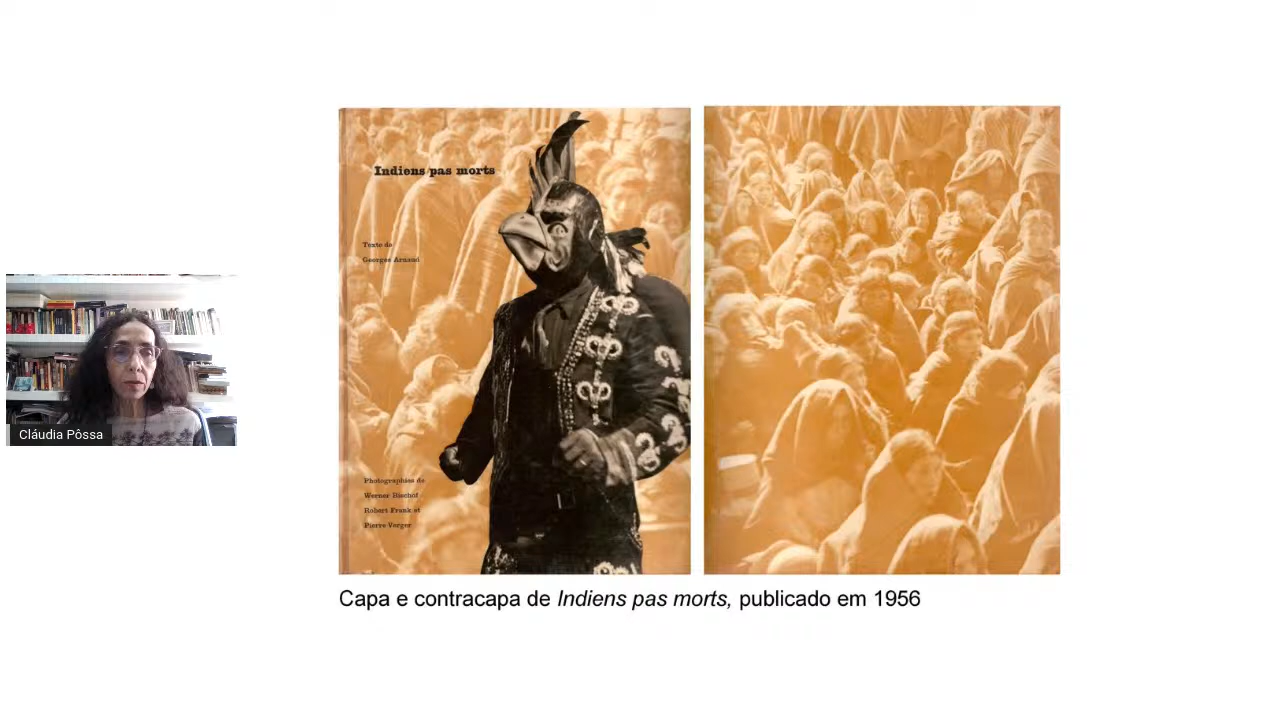 Indiens pas morts
Texte de
Georges Arnaud
Photographies de
Werner Bischof
Robert Frank et
Pierre Verger
Cláudia Pôssa
Capa e contracapa de Indiens pas morts, publicado em 1956